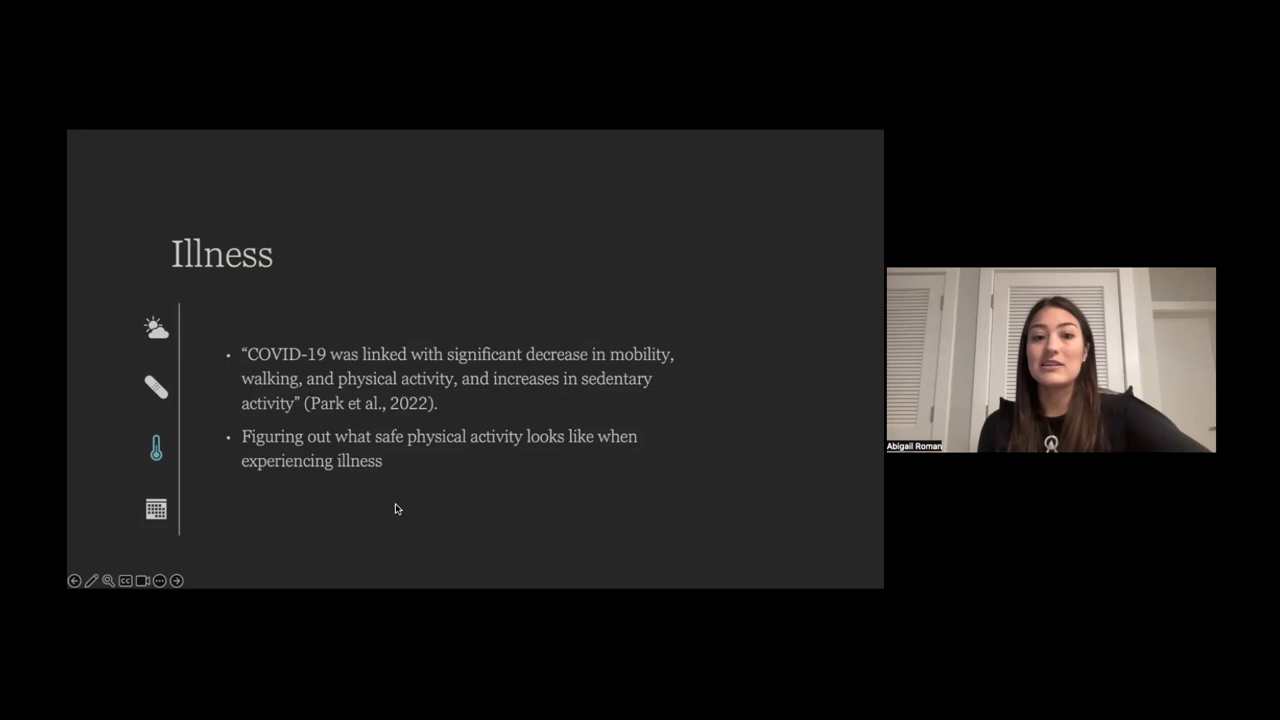 Illness
• “COVID-19 was linked with significant decrease in mobility,
walking, and physical activity, and increases in sedentary
activity” (Park et al., 2022).
• Figuring out what safe physical activity looks like when
experiencing illness
CC
Abigail Roman